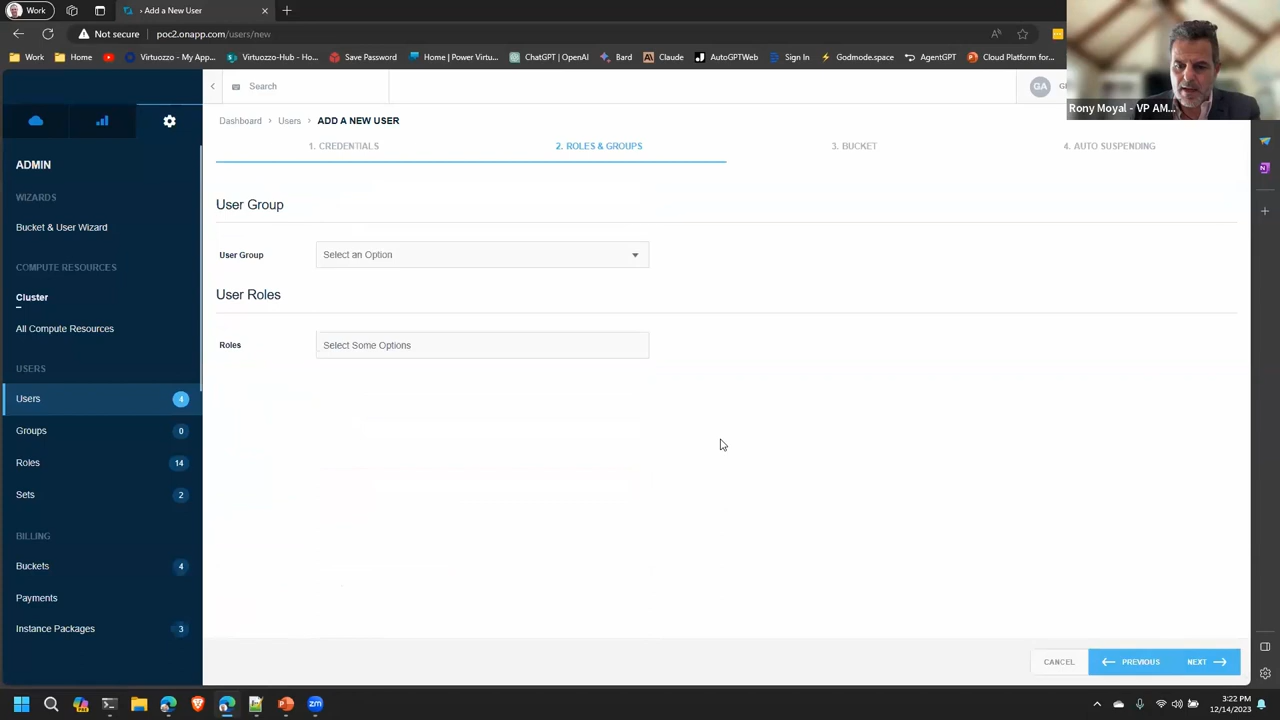 Work
› Add a New User
Not secure
poc2.onapp.com/users/new
Work
Home
My Virtuozzo - My Ap...
Virtuozzo-Hub - Ho...
Save Password
Home | Power Virtu...
ChatGPT | OpenAI
Bard
Claude
AutoGPTWeb
Sign In
Godmode.space
AgentGPT
Cloud Platform for...
Search
GA
Rony Moyal - VP AM...
Dashboard › Users › ADD A NEW USER
1. CREDENTIALS
2. ROLES & GROUPS
3. BUCKET
4. AUTO SUSPENDING
ADMIN
WIZARDS
Bucket & User Wizard
COMPUTE RESOURCES
Cluster
All Compute Resources
USERS
Users 4
Groups 0
Roles 14
Sets 2
BILLING
Buckets 4
Payments
Instance Packages 3
User Group
User Group Select an Option
User Roles
Roles Select Some Options
CANCEL
PREVIOUS
NEXT
zm
3:22 PM
12/14/2023